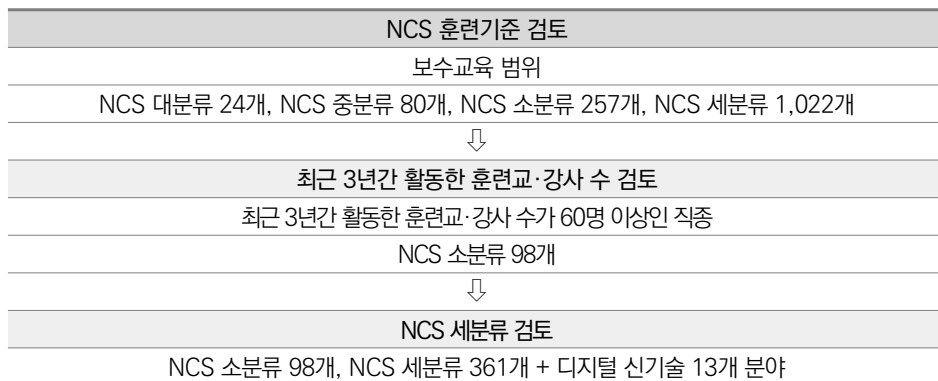 NCS 훈련기준 검토
보수교육 범위
NCS 대분류 24개, NCS 중분류 80개, NCS 소분류 257개, NCS 세분류 1,022개
⇩
최근 3년간 활동한 훈련교·강사 수 검토
최근 3년간 활동한 훈련교·강사 수가 60명 이상인 직종
NCS 소분류 98개
⇩
NCS 세분류 검토
NCS 소분류 98개, NCS 세분류 361개 + 디지털 신기술 13개 분야